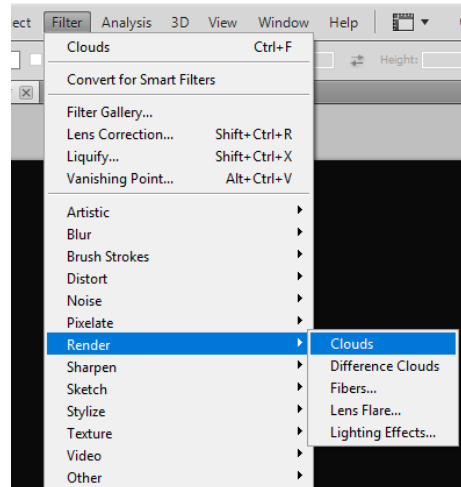 ect Filter Analysis 3D View Window Help
Height:
Clouds Ctrl+F
Convert for Smart Filters
Filter Gallery...
Lens Correction... Shift+Ctrl+R
Liquify... Shift+Ctrl+X
Vanishing Point... Alt+Ctrl+V
Artistic
Blur
Brush Strokes
Distort
Noise
Pixelate
Render
Clouds
Sharpen
Difference Clouds
Sketch
Fibers...
Stylize
Lens Flare...
Texture
Lighting Effects...
Video
Other